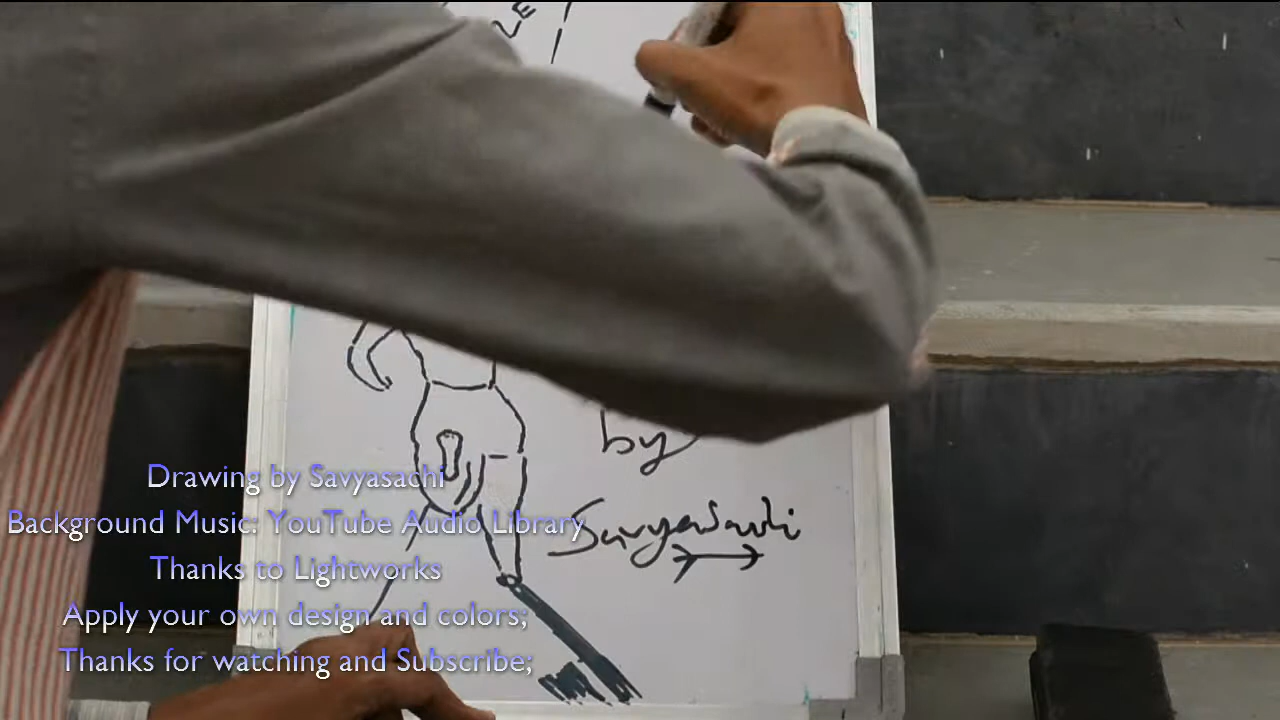 by
Savyasachi
Drawing by Savyasachi
Background Music: YouTube Audio Library
Thanks to Lightworks
Apply your own design and colors;
Thanks for watching and Subscribe;